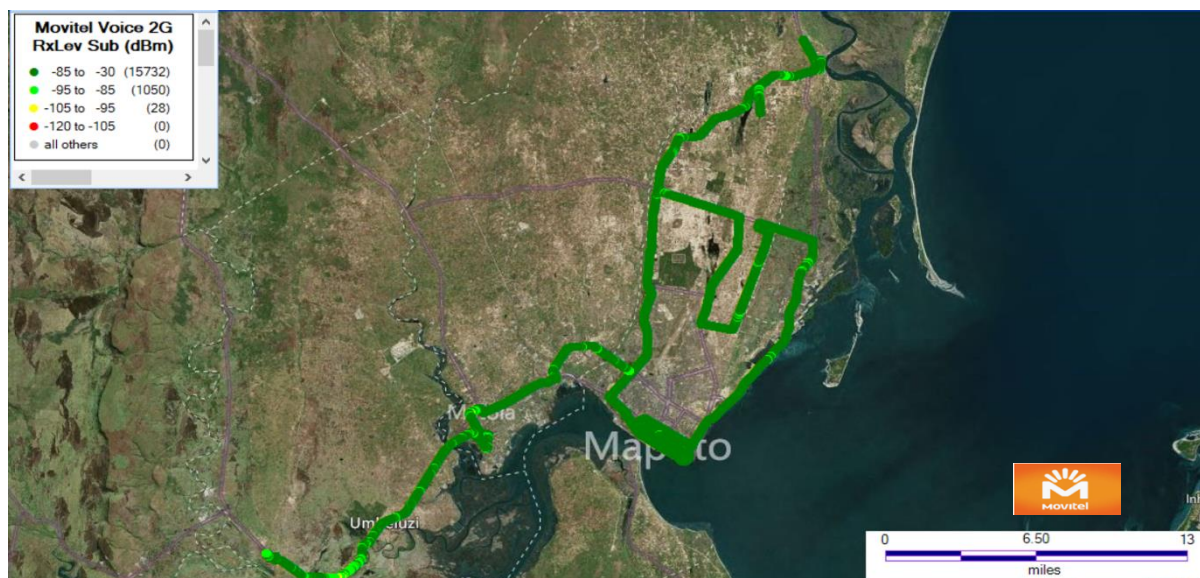 Movitel Voice 2G
RxLev Sub (dBm)
-85 to -30 (15732)
-95 to -85 (1050)
-105 to -95 (28)
-120 to -105 (0)
all others (0)
Maputo
Umbeluzi
Movitel
0 6.50 13
miles